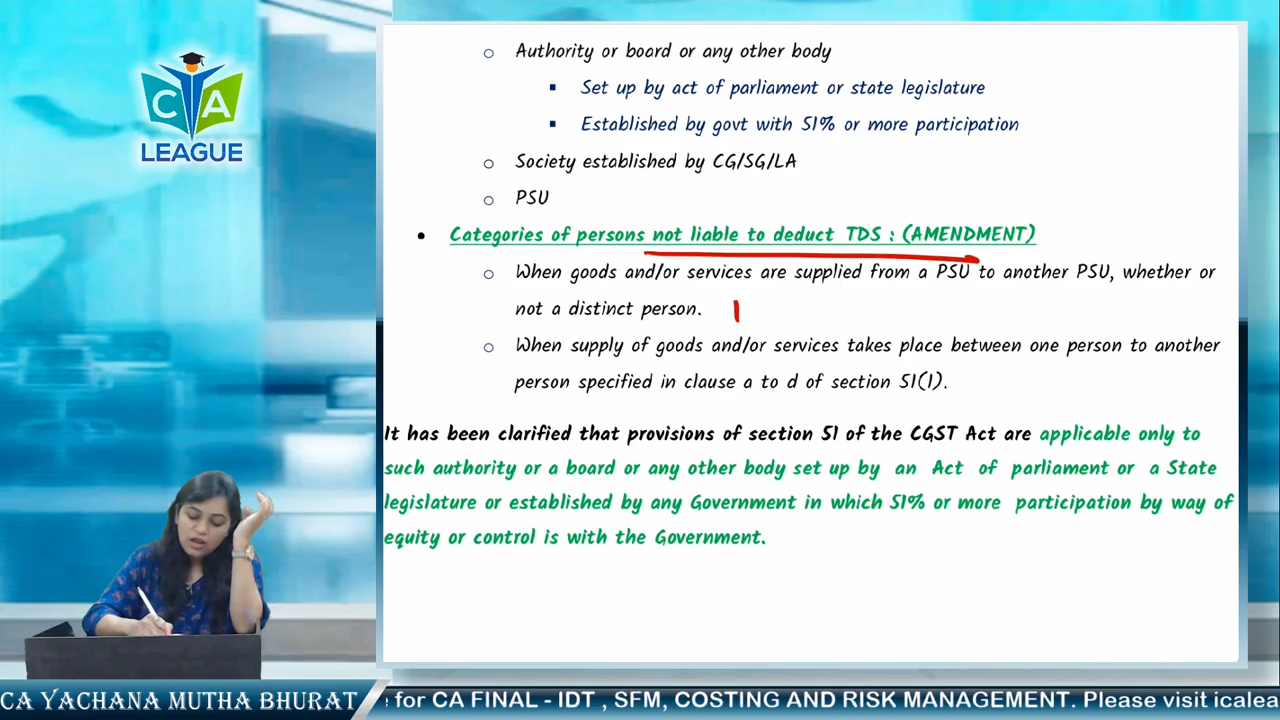 CA
LEAGUE
o Authority or board or any other body
▪ Set up by act of parliament or state legislature
▪ Established by govt with 51% or more participation
o Society established by CG/SG/LA
o PSU
• Categories of persons not liable to deduct TDS : (AMENDMENT)
o When goods and/or services are supplied from a PSU to another PSU, whether or
not a distinct person.
o When supply of goods and/or services takes place between one person to another
person specified in clause a to d of section 51(1).
It has been clarified that provisions of section 51 of the CGST Act are applicable only to
such authority or a board or any other body set up by an Act of parliament or a State
legislature or established by any Government in which 51% or more participation by way of
equity or control is with the Government.
CA YACHANA MUTHA BHURAT
for CA FINAL - IDT , SFM, COSTING AND RISK MANAGEMENT. Please visit icalea